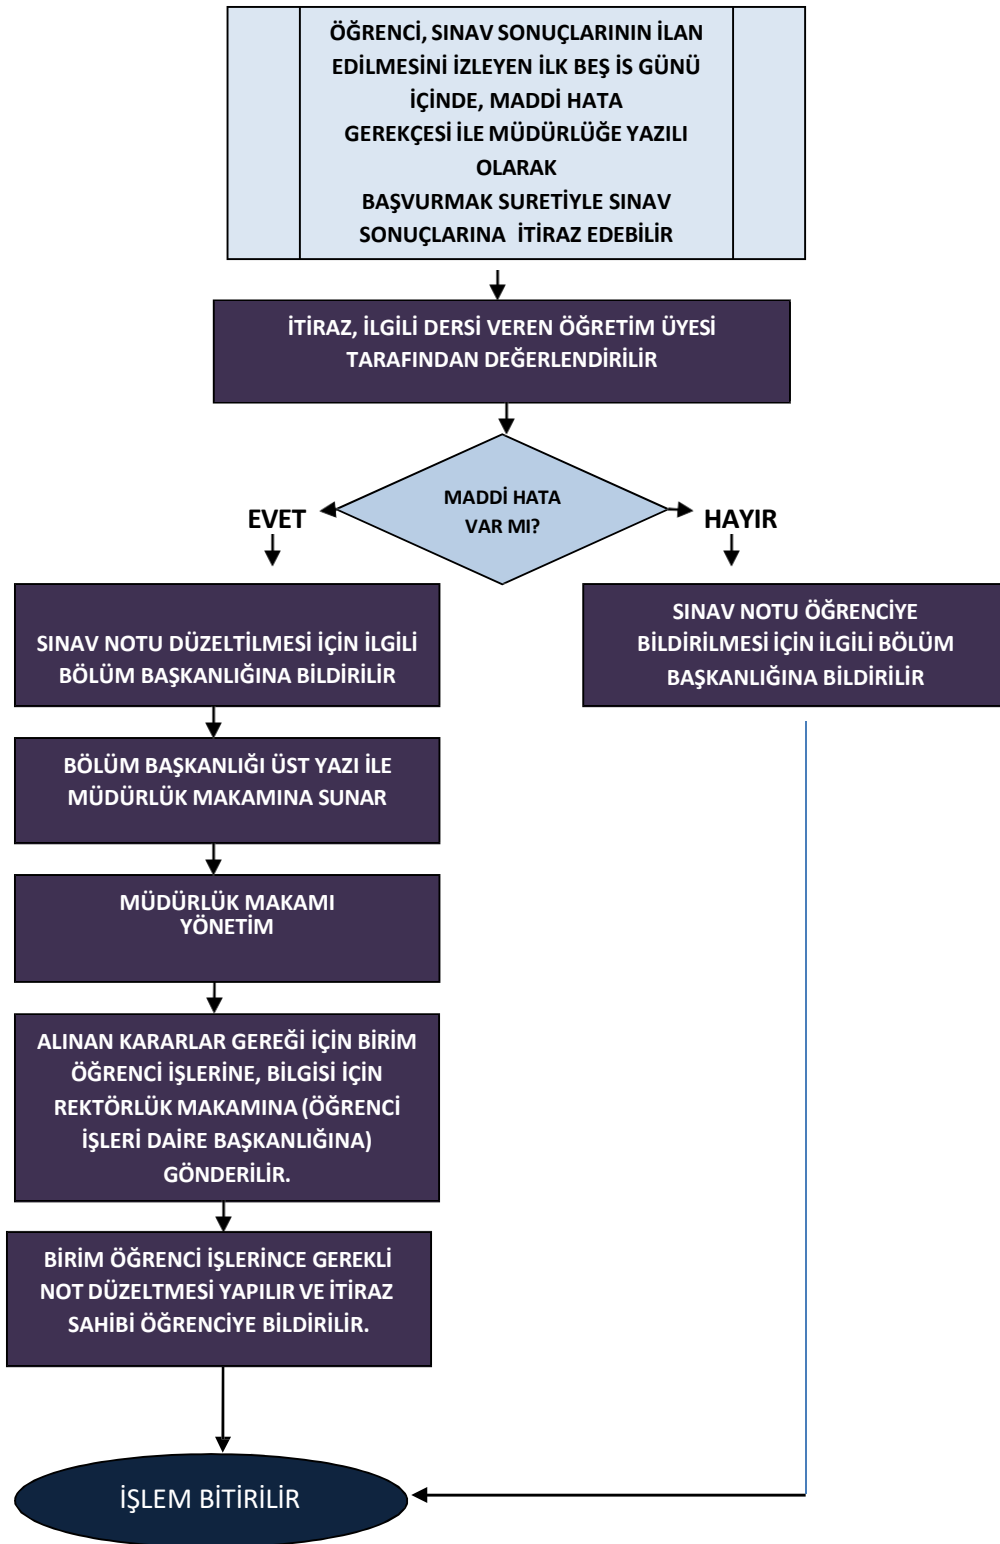 ÖĞRENCİ, SINAV SONUÇLARININ İLAN
EDİLMESİNİ İZLEYEN İLK BEŞ İS GÜNÜ
İÇİNDE, MADDİ HATA
GEREKÇESİ İLE MÜDÜRLÜĞE YAZILI
OLARAK
BAŞVURMAK SURETİYLE SINAV
SONUÇLARINA İTİRAZ EDEBİLİR
İTİRAZ, İLGİLİ DERSİ VEREN ÖĞRETİM ÜYESİ
TARAFINDAN DEĞERLENDİRİLİR
MADDİ HATA
VAR MI?
EVET
HAYIR
SINAV NOTU DÜZELTİLMESİ İÇİN İLGİLİ
BÖLÜM BAŞKANLIĞINA BİLDİRİLİR
SINAV NOTU ÖĞRENCİYE
BİLDİRİLMESİ İÇİN İLGİLİ BÖLÜM
BAŞKANLIĞINA BİLDİRİLİR
BÖLÜM BAŞKANLIĞI ÜST YAZI İLE
MÜDÜRLÜK MAKAMINA SUNAR
MÜDÜRLÜK MAKAMI
YÖNETİM
ALINAN KARARLAR GEREĞİ İÇİN BİRİM
ÖĞRENCİ İŞLERİNE, BİLGİSİ İÇİN
REKTÖRLÜK MAKAMINA (ÖĞRENCİ
İŞLERİ DAİRE BAŞKANLIĞINA)
GÖNDERİLİR.
BİRİM ÖĞRENCİ İŞLERİNCE GEREKLİ
NOT DÜZELTMESİ YAPILIR VE İTİRAZ
SAHİBİ ÖĞRENCİYE BİLDİRİLİR.
İŞLEM BİTİRİLİR